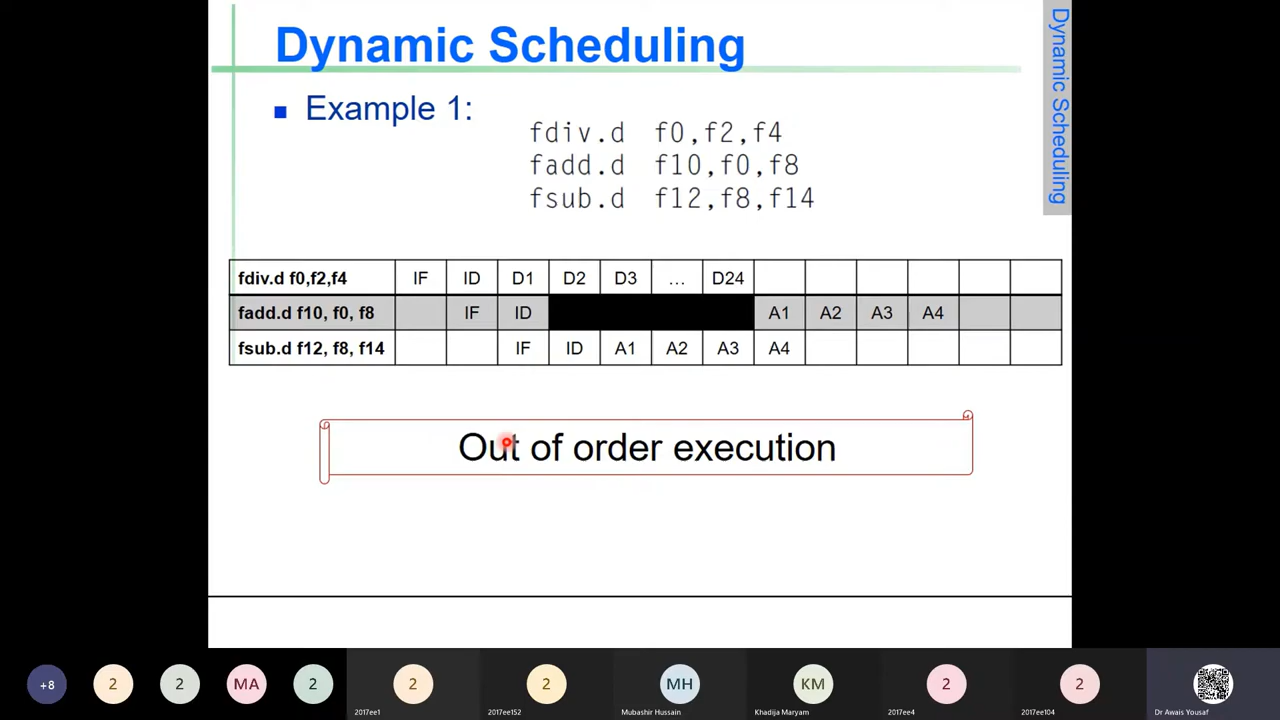 Dynamic Scheduling
Dynamic Scheduling
Example 1:
fdiv.d f0,f2,f4
fadd.d f10,f0,f8
fsub.d f12,f8,f14
fdiv.d f0,f2,f4 IF ID D1 D2 D3 ... D24
fadd.d f10, f0, f8 IF ID A1 A2 A3 A4
fsub.d f12, f8, f14 IF ID A1 A2 A3 A4
Out of order execution
+8 2 2 MA 2 2 2 MH KM 2 2
2017ee1 2017ee152 Mubashir Hussain Khadija Maryam 2017ee4 2017ee104 Dr Awais Yousaf